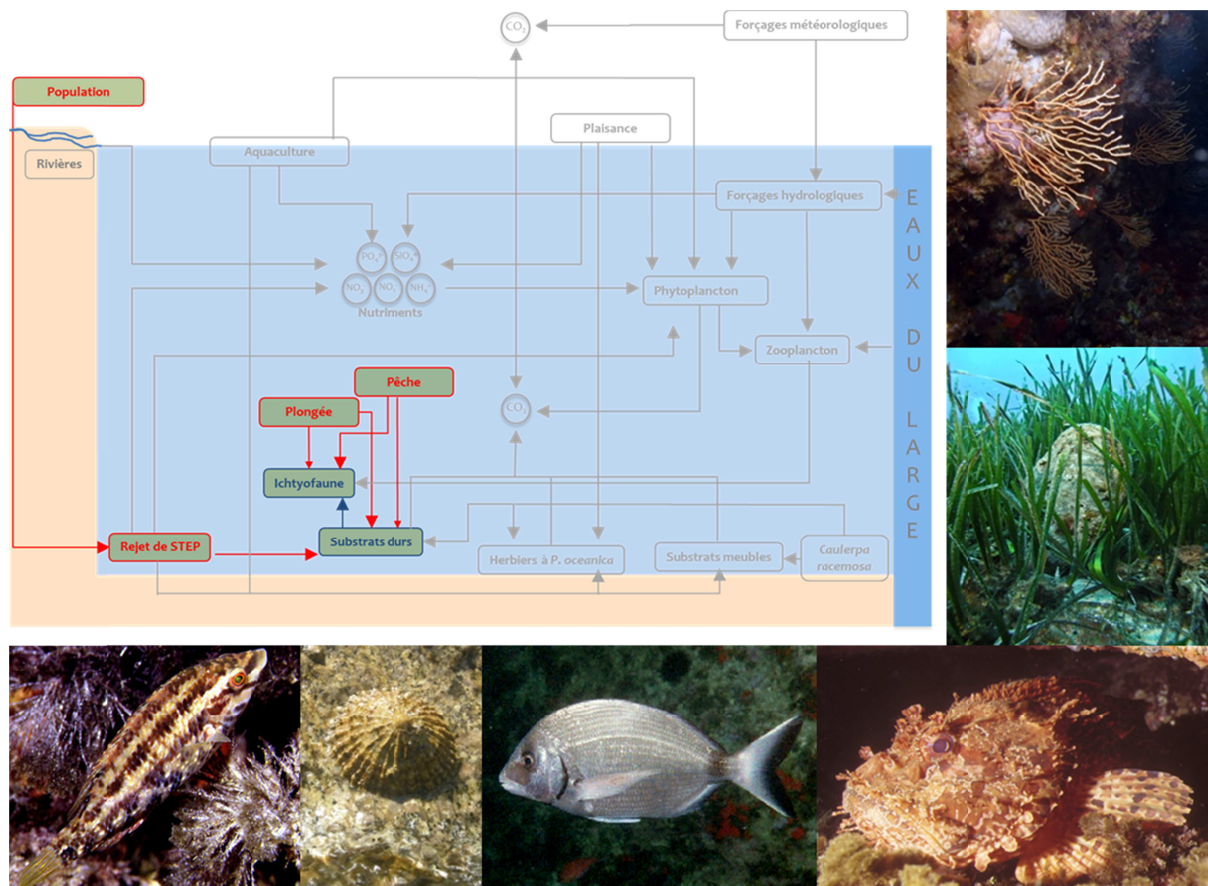 CO₂
Forçages météorologiques
Population
Plaisance
Aquaculture
Rivières
Forçages hydrologiques
EAUX DU LARGE
PO₄
SIO₄
NO₂
NO₃
NH₄
Nutriments
Phytoplancton
Zooplancton
Pêche
Plongée
CO₂
Ichtyofaune
Rejet de STEP
Substrats durs
Herbiers à P. oceanica
Substrats meubles
Caulerpa
racemosa